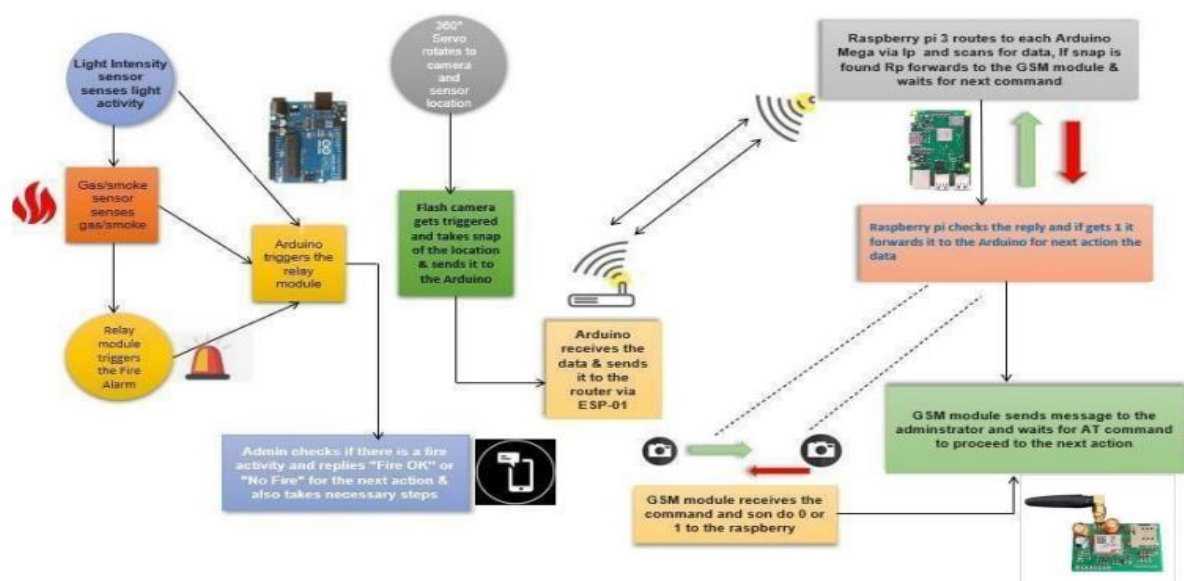 Light Intensity
sensor
senses light
activity
Gas/smoke
sensor
senses
gas/smoke
Relay
module
triggers
the Fire
Alarm
Arduino
triggers the
relay
module
360°
Servo
rotates to
camera
and
sensor
location
Flash camera
gets triggered
and takes snap
of the location
& sends it to
the Arduino
Arduino
receives the
data & sends
it to the
router via
ESP-01
Admin checks if there is a fire
activity and replies "Fire OK" or
"No Fire" for the next action &
also takes necessary steps
Raspberry pi 3 routes to each Arduino
Mega via Ip and scans for data, If snap is
found Rp forwards to the GSM module &
waits for next command
Raspberry pi checks the reply and if gets 1 it
forwards it to the Arduino for next action the
data
GSM module sends message to the
adminstrator and waits for AT command
to proceed to the next action
GSM module receives the
command and son do 0 or
1 to the raspberry